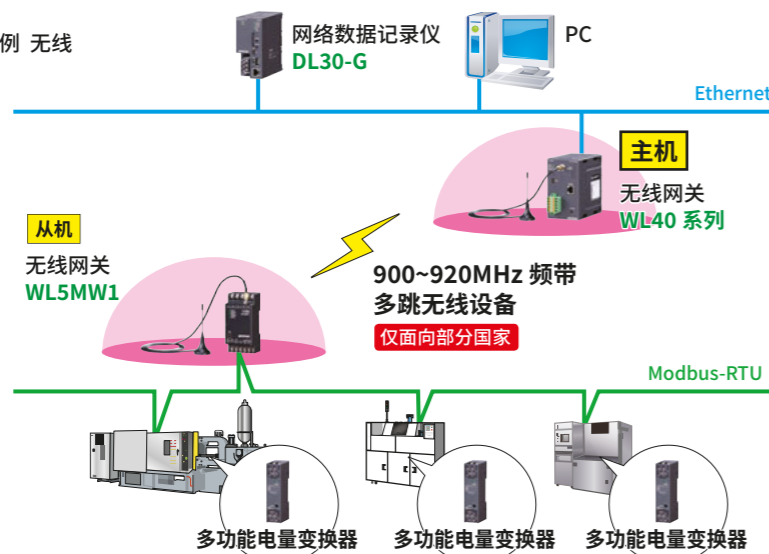 例 无线
网络数据记录仪
DL30-G
PC
Ethernet
主机
无线网关
WL40 系列
从机
无线网关
WL5MW1
900~920MHz 频带
多跳无线设备
仅面向部分国家
Modbus-RTU
多功能电量变换器
多功能电量变换器
多功能电量变换器